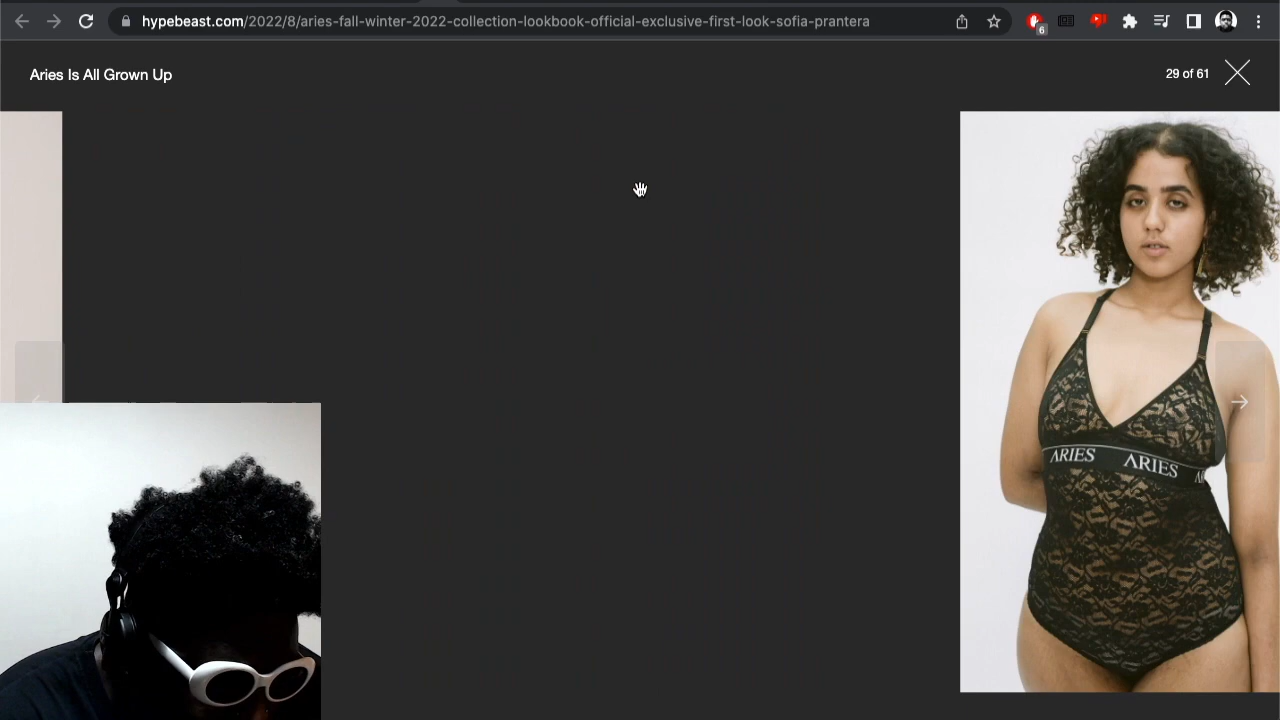 hypebeast.com/2022/8/aries-fall-winter-2022-collection-lookbook-official-exclusive-first-look-sofia-prantera
6
Aries Is All Grown Up
29 of 61
ARIES ARIES